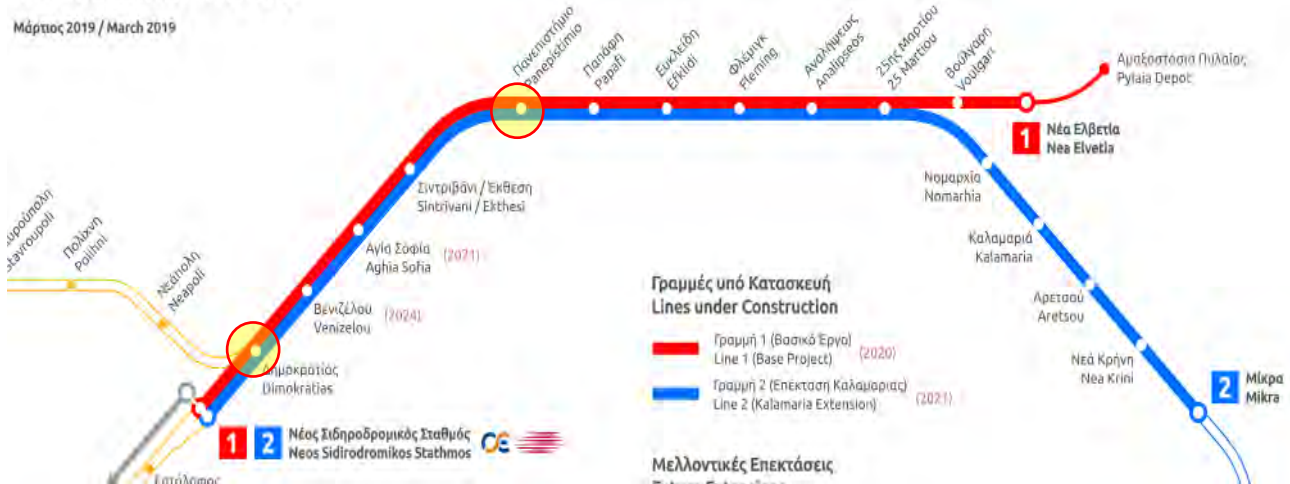 Μάρτιος 2019 / March 2019
Πανεπιστήμιο
Panepistimio
Παπάφη
Papafi
Ευκλείδη
Efklidi
Φλέμιγκ
Fleming
Αναλήψεως
Analipseos
25ης Μαρτίου
25 Martiou
Βούλγαρη
Voulgari
Αμαξοστάσιο Πυλαίας
Pylaia Depot
1 Νέα Ελβετία
Nea Elvetia
Σιντριβάνι / Έκθεση
Sintrivani / Ekthesi
Νομαρχία
Nomarhia
Αγία Σοφία
Aghia Sofia (2021)
Καλαμαριά
Kalamaria
Stavroupoli
Πολίχνη
Polihni
Νεάπολη
Neapoli
Βενιζέλου
Venizelou (2024)
Αρετσού
Aretsou
Δημοκρατίας
Dimokratias
Νέα Κρήνη
Nea Krini
2 Μίκρα
Mikra
1 2 Νέος Σιδηροδρομικός Σταθμός
Neos Sidirodromikos Stathmos
Γραμμές υπό Κατασκευή
Lines under Construction
Γραμμή 1 (Βασικό Έργο)
Line 1 (Base Project) (2020)
Γραμμή 2 (Επέκταση Καλαμαριάς)
Line 2 (Kalamaria Extension) (2021)
Μελλοντικές Επεκτάσεις